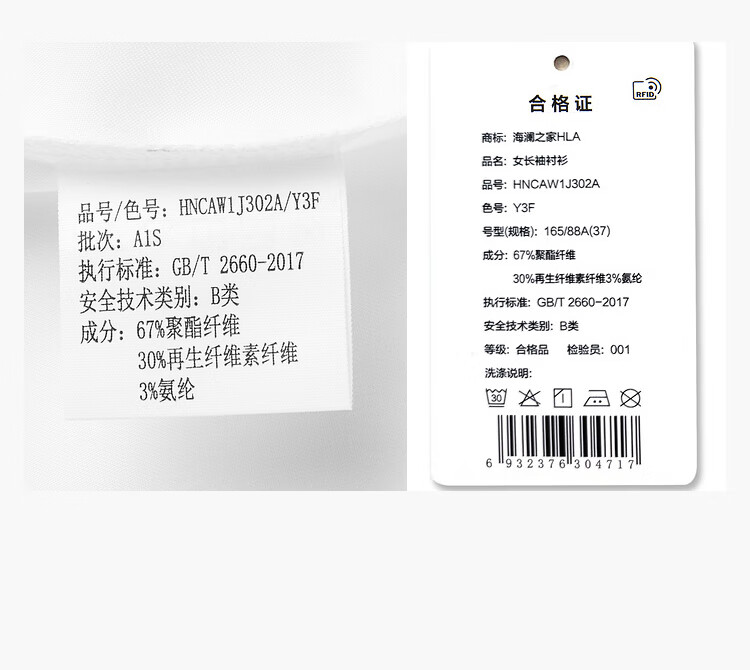 品号/色号: HNCAW1J302A/Y3F
批次: A1S
执行标准: GB/T 2660-2017
安全技术类别: B类
成分: 67%聚酯纤维
30%再生纤维素纤维
3%氨纶
RFID
合格证
商标: 海澜之家HLA
品名: 女长袖衬衫
品号: HNCAW1J302A
色号: Y3F
号型(规格): 165/88A(37)
成分: 67%聚酯纤维
30%再生纤维素纤维3%氨纶
执行标准: GB/T 2660-2017
安全技术类别: B类
等级: 合格品 检验员: 001
洗涤说明:
30
6 932376 304717